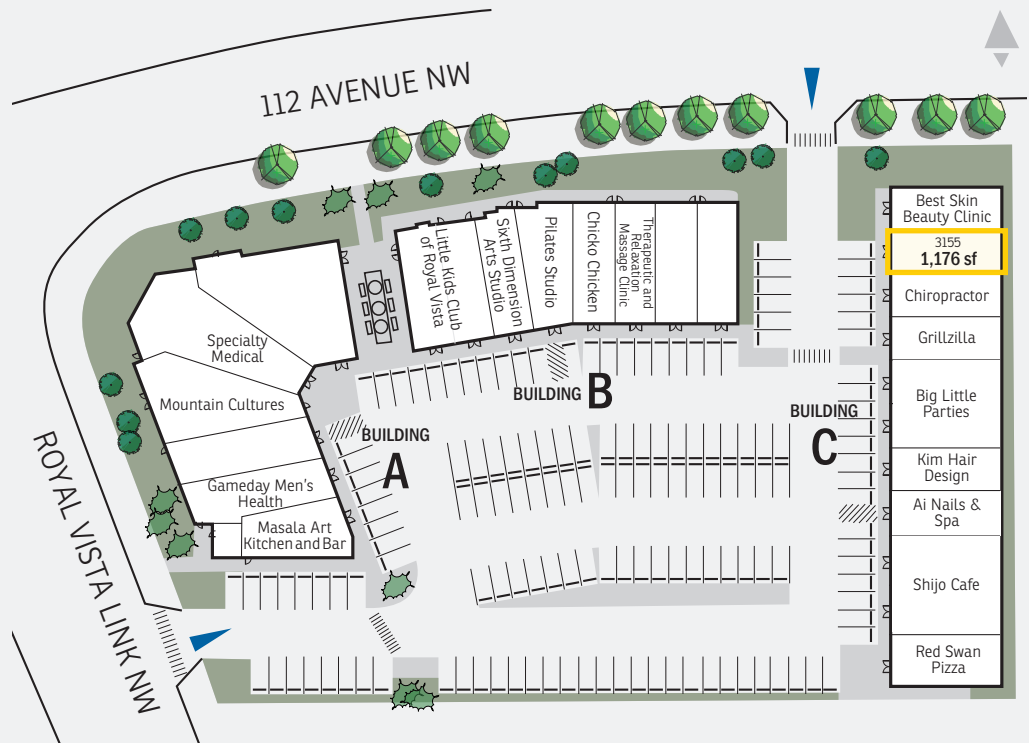 112 AVENUE NW
ROYAL VISTA LINK NW
Specialty
Medical
Mountain Cultures
Gameday Men's
Health
Masala Art
Kitchen and Bar
BUILDING
A
Little Kids Club
of Royal Vista
Sixth Dimension
Arts Studio
Pilates Studio
Chicko Chicken
Therapeutic and
Relaxation
Massage Clinic
BUILDING
B
BUILDING
C
Best Skin
Beauty Clinic
3155
1,176 sf
Chiropractor
Grillzilla
Big Little
Parties
Kim Hair
Design
Ai Nails &
Spa
Shijo Cafe
Red Swan
Pizza